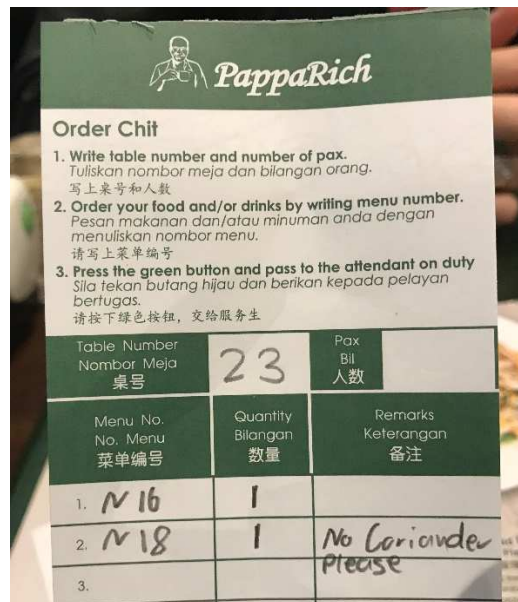 PappaRich
Order Chit
1. Write table number and number of pax.
Tuliskan nombor meja dan bilangan orang.
写上桌号和人数
2. Order your food and/or drinks by writing menu number.
Pesan makanan dan/atau minuman anda dengan
menuliskan nombor menu.
请写上菜单编号
3. Press the green button and pass to the attendant on duty
Sila tekan butang hijau dan berikan kepada pelayan
bertugas.
请按下绿色按钮，交给服务生
Table Number
Nombor Meja
桌号
23
Pax
Bil
人数
Menu No.
No. Menu
菜单编号
Quantity
Bilangan
数量
Remarks
Keterangan
备注
1. N16 1
2. N18 1 No Coriander
Please
3.